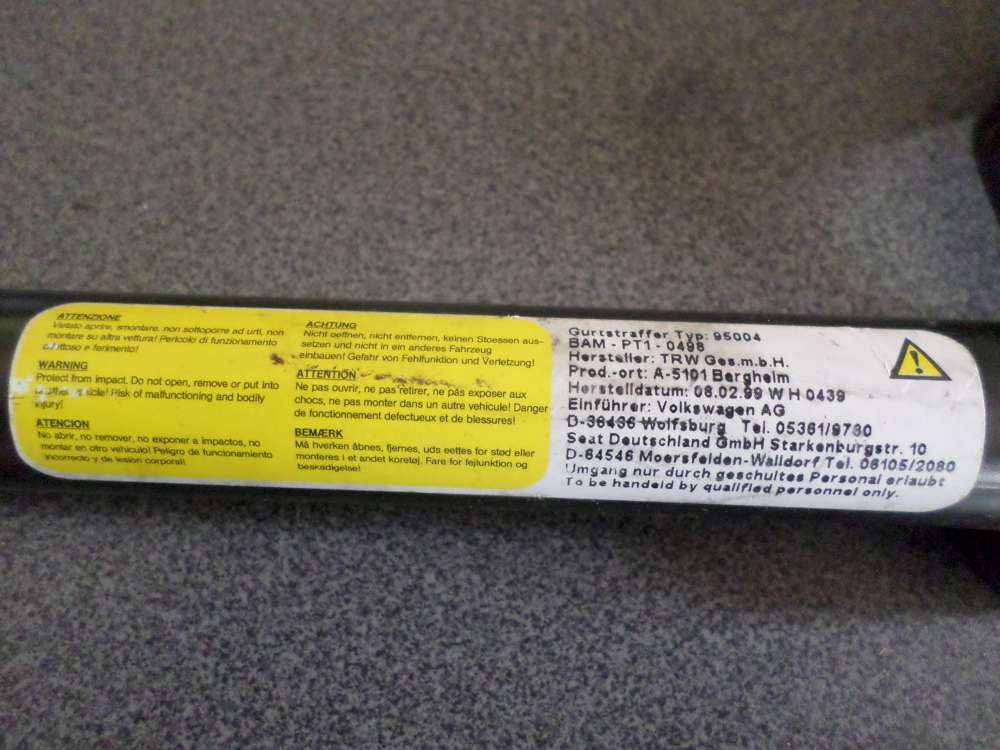 ATTENZIONE
Vietato aprire, smontare, non sottoporre ad urti, non
montare su altra vettura! Pericolo di funzionamento
o ferimento!
WARNING
Protect from impact. Do not open, remove or put into
Risk of malfunctioning and bodily
injury!
ATENCION
No abrir, no remover, no exponer a impactos, no
montar en otro vehiculo! Peligro de funcionamiento
incorrecto y de lesion corporal!
ACHTUNG
Nicht oeffnen, nicht entfernen, keinen Stoessen aus-
setzen und nicht in ein anderes Fahrzeug
einbauen! Gefahr von Fehlfunktion und Verletzung!
ATTENTION
Ne pas ouvrir, ne pas retirer, ne pas exposer aux
chocs, ne pas monter dans un autre vehicule! Danger
de fonctionnement defectueux et de blessures!
BEMÆRK
Må hverken åbnes, fjernes, uds eettes for stød eller
monteres i et andet koretøj. Fare for fejlunktion og
beskadigelse!
Gurtstraffer Typ: 95004
BAM - PT1 - 0498
Hersteller: TRW Ges.m.b.H.
Prod.-ort: A-5101 Bergheim
Herstelldatum: 08.02.99 W H 0439
Einführer: Volkswagen AG
D-38436 Wolfsburg Tel. 05361/9730
Seat Deutschland GmbH Starkenburgstr. 10
D-64546 Moersfelden-Walldorf Tel. 06105/2080
Umgang nur durch geschultes Personal erlaubt
To be handeld by qualified personnel only.